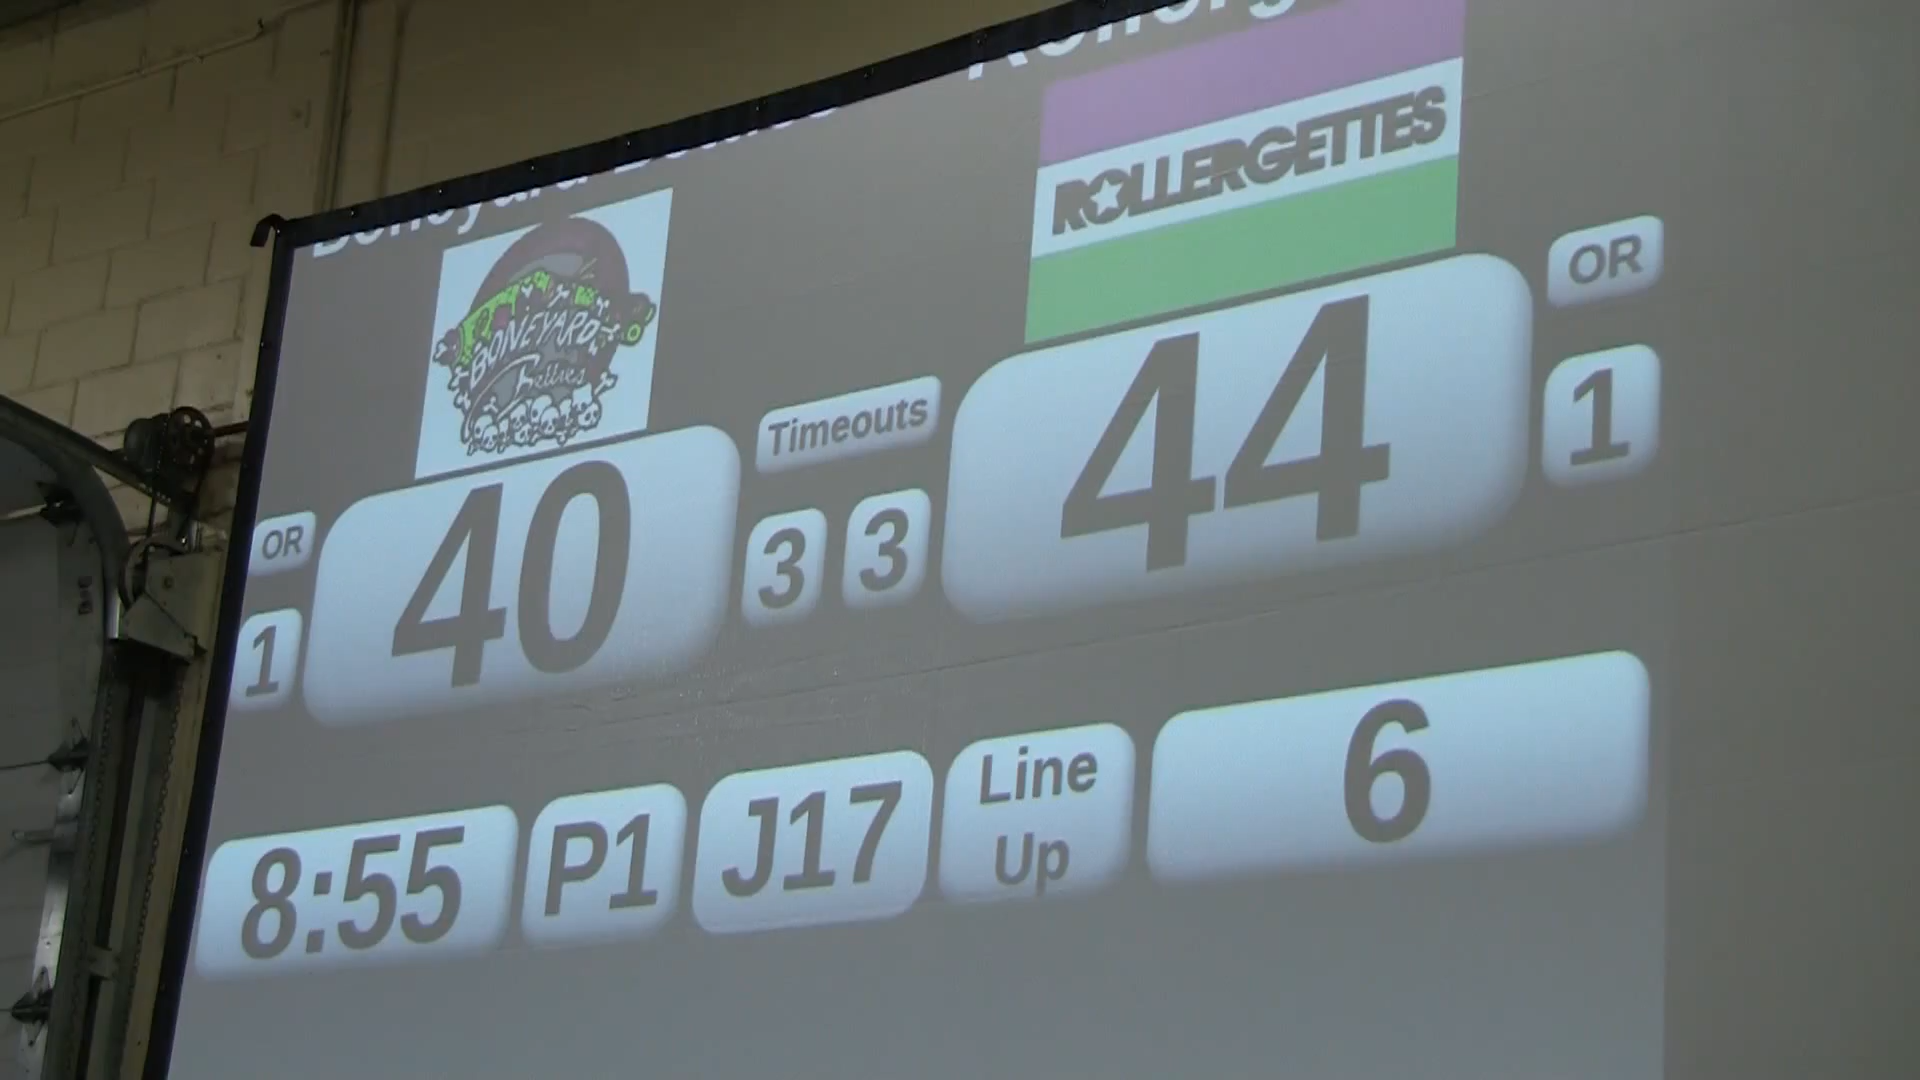 ROLLERGETTES
BONEYARD
OR
44
1
Timeouts
OR
40
3
3
1
8:55
P1
J17
Line
Up
6